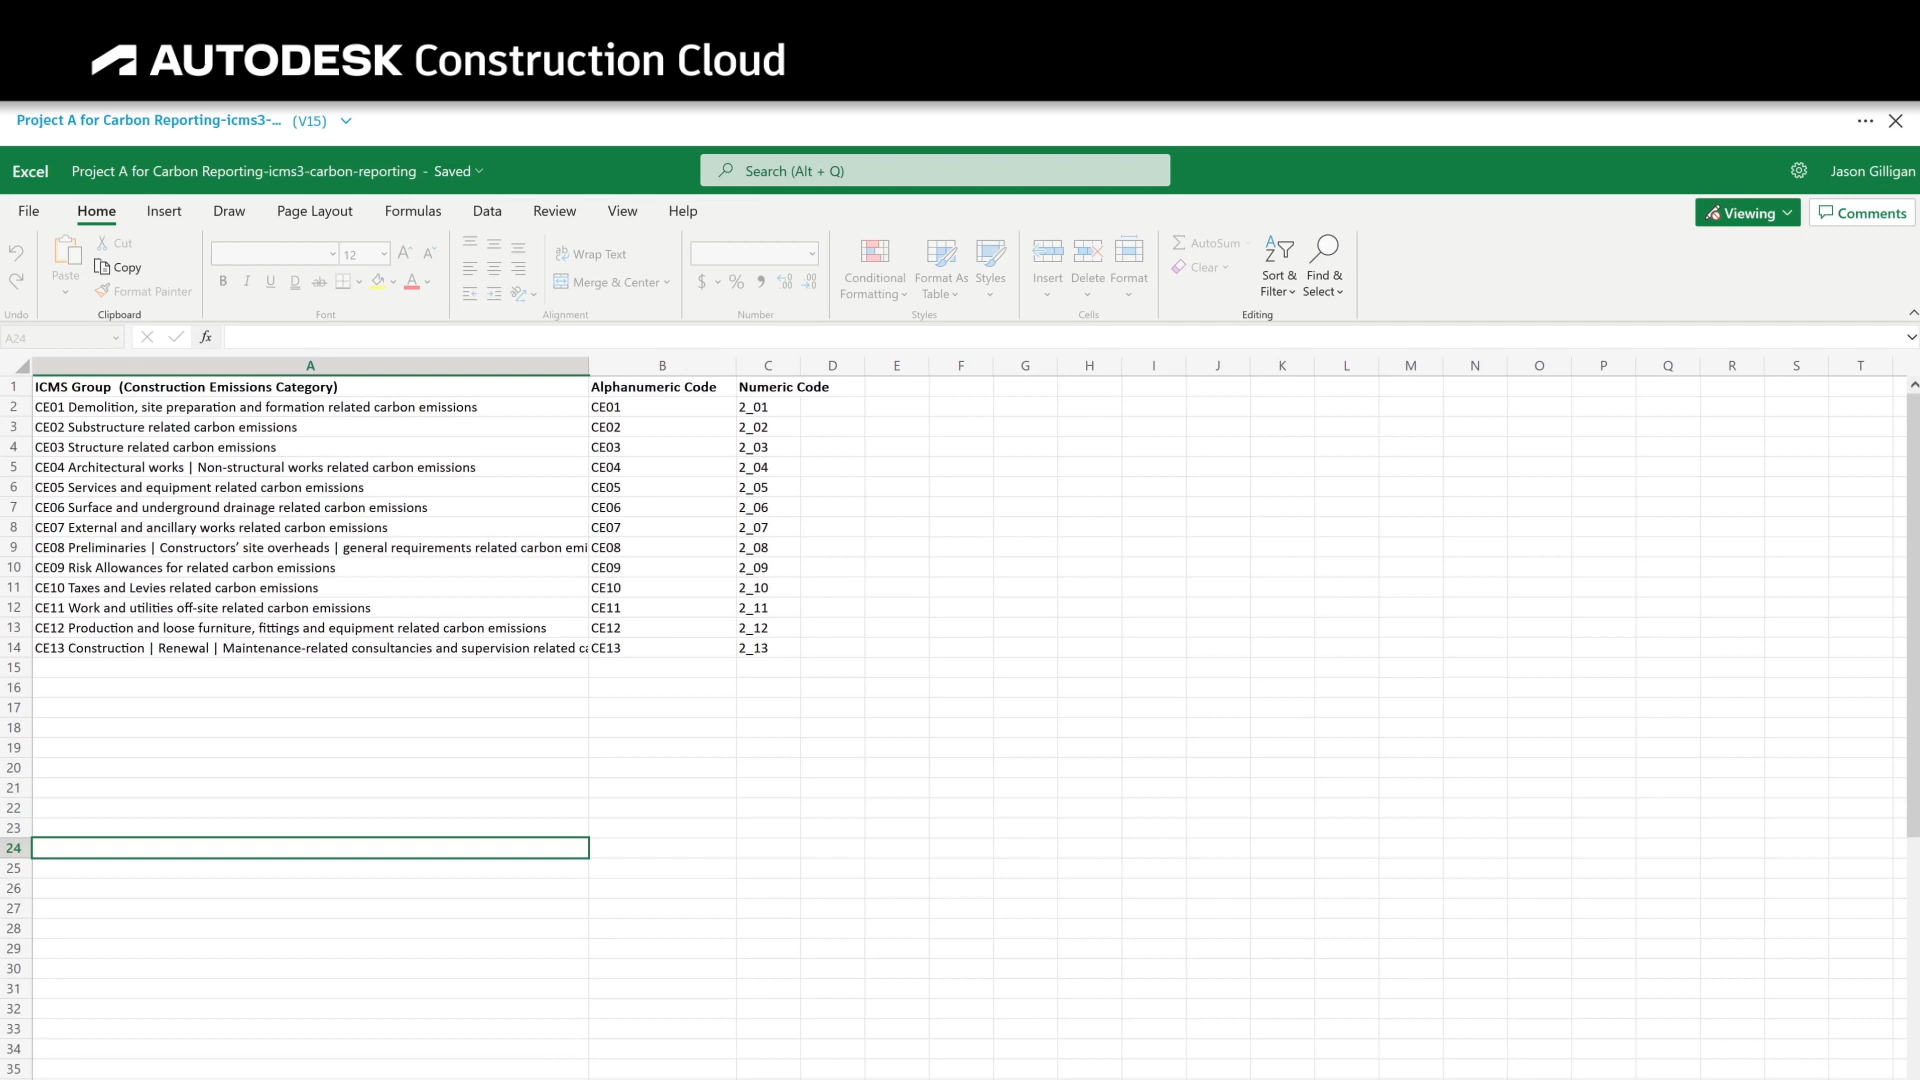 AUTODESK Construction Cloud
Project A for Carbon Reporting-icms3-... (V15)
Excel Project A for Carbon Reporting-icms3-carbon-reporting - Saved Search (Alt + Q) Jason Gilligan
File Home Insert Draw Page Layout Formulas Data Review View Help Viewing Comments
Paste Cut Copy Format Painter
12
B I U D ab A
Wrap Text
Merge & Center
$ % 9
Conditional Formatting Format As Table Styles
Insert Delete Format
AutoSum
Clear
Sort & Filter Find & Select
Undo Clipboard Font Alignment Number Styles Cells Editing
A24 fx
A B C D E F G H I J K L M N O P Q R S T
1 ICMS Group (Construction Emissions Category) Alphanumeric Code Numeric Code
2 CE01 Demolition, site preparation and formation related carbon emissions CE01 2_01
3 CE02 Substructure related carbon emissions CE02 2_02
4 CE03 Structure related carbon emissions CE03 2_03
5 CE04 Architectural works | Non-structural works related carbon emissions CE04 2_04
6 CE05 Services and equipment related carbon emissions CE05 2_05
7 CE06 Surface and underground drainage related carbon emissions CE06 2_06
8 CE07 External and ancillary works related carbon emissions CE07 2_07
9 CE08 Preliminaries | Constructors’ site overheads | general requirements related carbon emi CE08 2_08
10 CE09 Risk Allowances for related carbon emissions CE09 2_09
11 CE10 Taxes and Levies related carbon emissions CE10 2_10
12 CE11 Work and utilities off-site related carbon emissions CE11 2_11
13 CE12 Production and loose furniture, fittings and equipment related carbon emissions CE12 2_12
14 CE13 Construction | Renewal | Maintenance-related consultancies and supervision related ca CE13 2_13
15
16
17
18
19
20
21
22
23
24
25
26
27
28
29
30
31
32
33
34
35